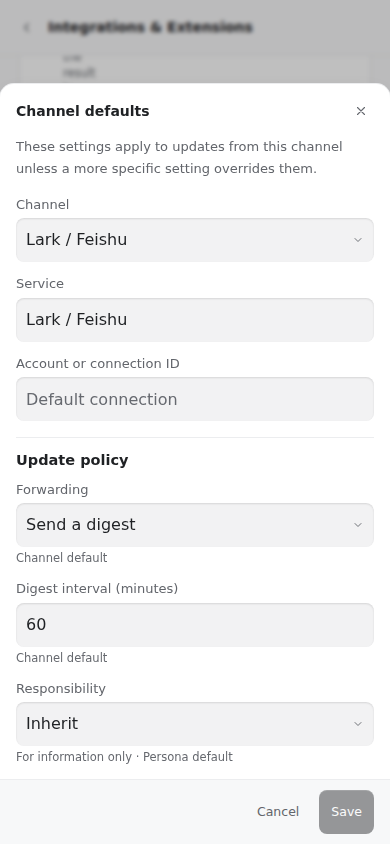 Integrations & Extensions
result
Channel defaults
These settings apply to updates from this channel
unless a more specific setting overrides them.
Channel
Lark / Feishu
Service
Lark / Feishu
Account or connection ID
Default connection
Update policy
Forwarding
Send a digest
Channel default
Digest interval (minutes)
60
Channel default
Responsibility
Inherit
For information only · Persona default
Cancel
Save